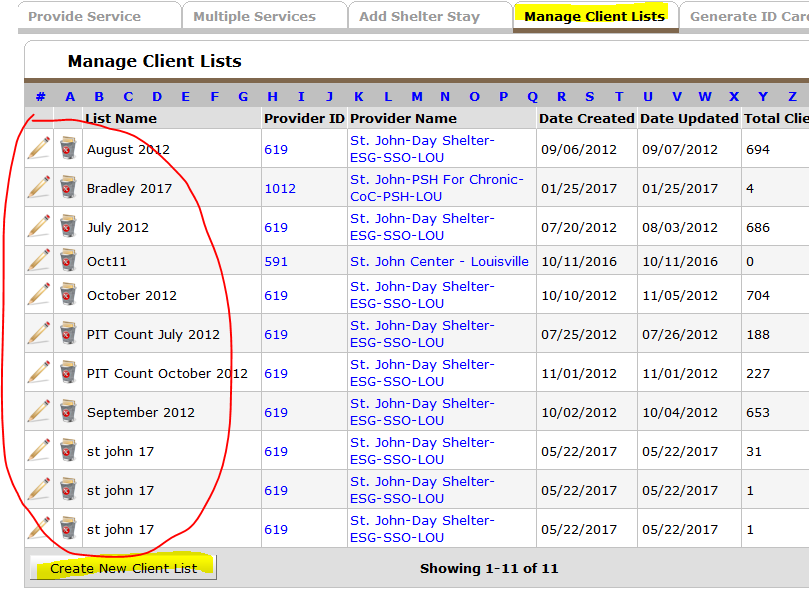 Provide Service Multiple Services Add Shelter Stay Manage Client Lists Generate ID Car
Manage Client Lists
# A B C D E F G H I J K L M N O P Q R S T U V W X Y Z
List Name Provider ID Provider Name Date Created Date Updated Total Clie
August 2012 619 St. John-Day Shelter- 09/06/2012 09/07/2012 694
ESG-SSO-LOU
Bradley 2017 1012 St. John-PSH For Chronic- 01/25/2017 01/25/2017 4
CoC-PSH-LOU
July 2012 619 St. John-Day Shelter- 07/20/2012 08/03/2012 686
ESG-SSO-LOU
Oct11 591 St. John Center - Louisville 10/11/2016 10/11/2016 0
October 2012 619 St. John-Day Shelter- 10/10/2012 11/05/2012 704
ESG-SSO-LOU
PIT Count July 2012 619 St. John-Day Shelter- 07/25/2012 07/26/2012 188
ESG-SSO-LOU
PIT Count October 2012 619 St. John-Day Shelter- 11/01/2012 11/01/2012 227
ESG-SSO-LOU
September 2012 619 St. John-Day Shelter- 10/02/2012 10/04/2012 653
ESG-SSO-LOU
st john 17 619 St. John-Day Shelter- 05/22/2017 05/22/2017 31
ESG-SSO-LOU
st john 17 619 St. John-Day Shelter- 05/22/2017 05/22/2017 1
ESG-SSO-LOU
st john 17 619 St. John-Day Shelter- 05/22/2017 05/22/2017 1
ESG-SSO-LOU
Create New Client List Showing 1-11 of 11